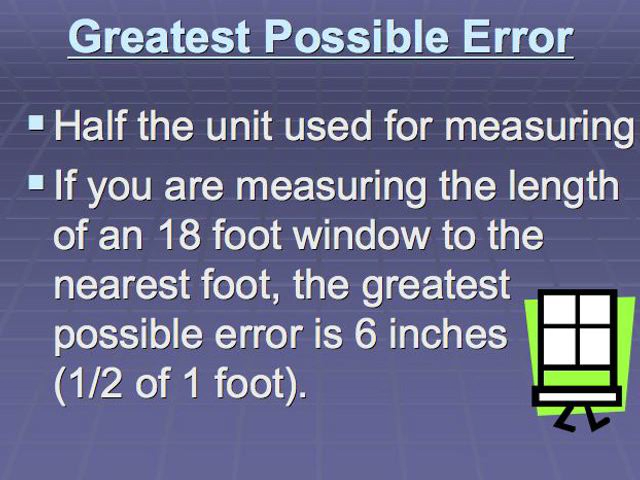 Greatest Possible Error
▪ Half the unit used for measuring
▪ If you are measuring the length
of an 18 foot window to the
nearest foot, the greatest
possible error is 6 inches
(1/2 of 1 foot).